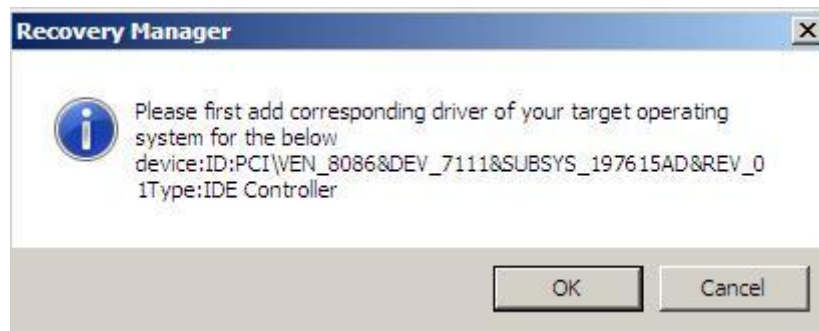 Recovery Manager
Please first add corresponding driver of your target operating
system for the below
device:ID:PCI\VEN_8086&DEV_7111&SUBSYS_197615AD&REV_0
1Type:IDE Controller
OK
Cancel